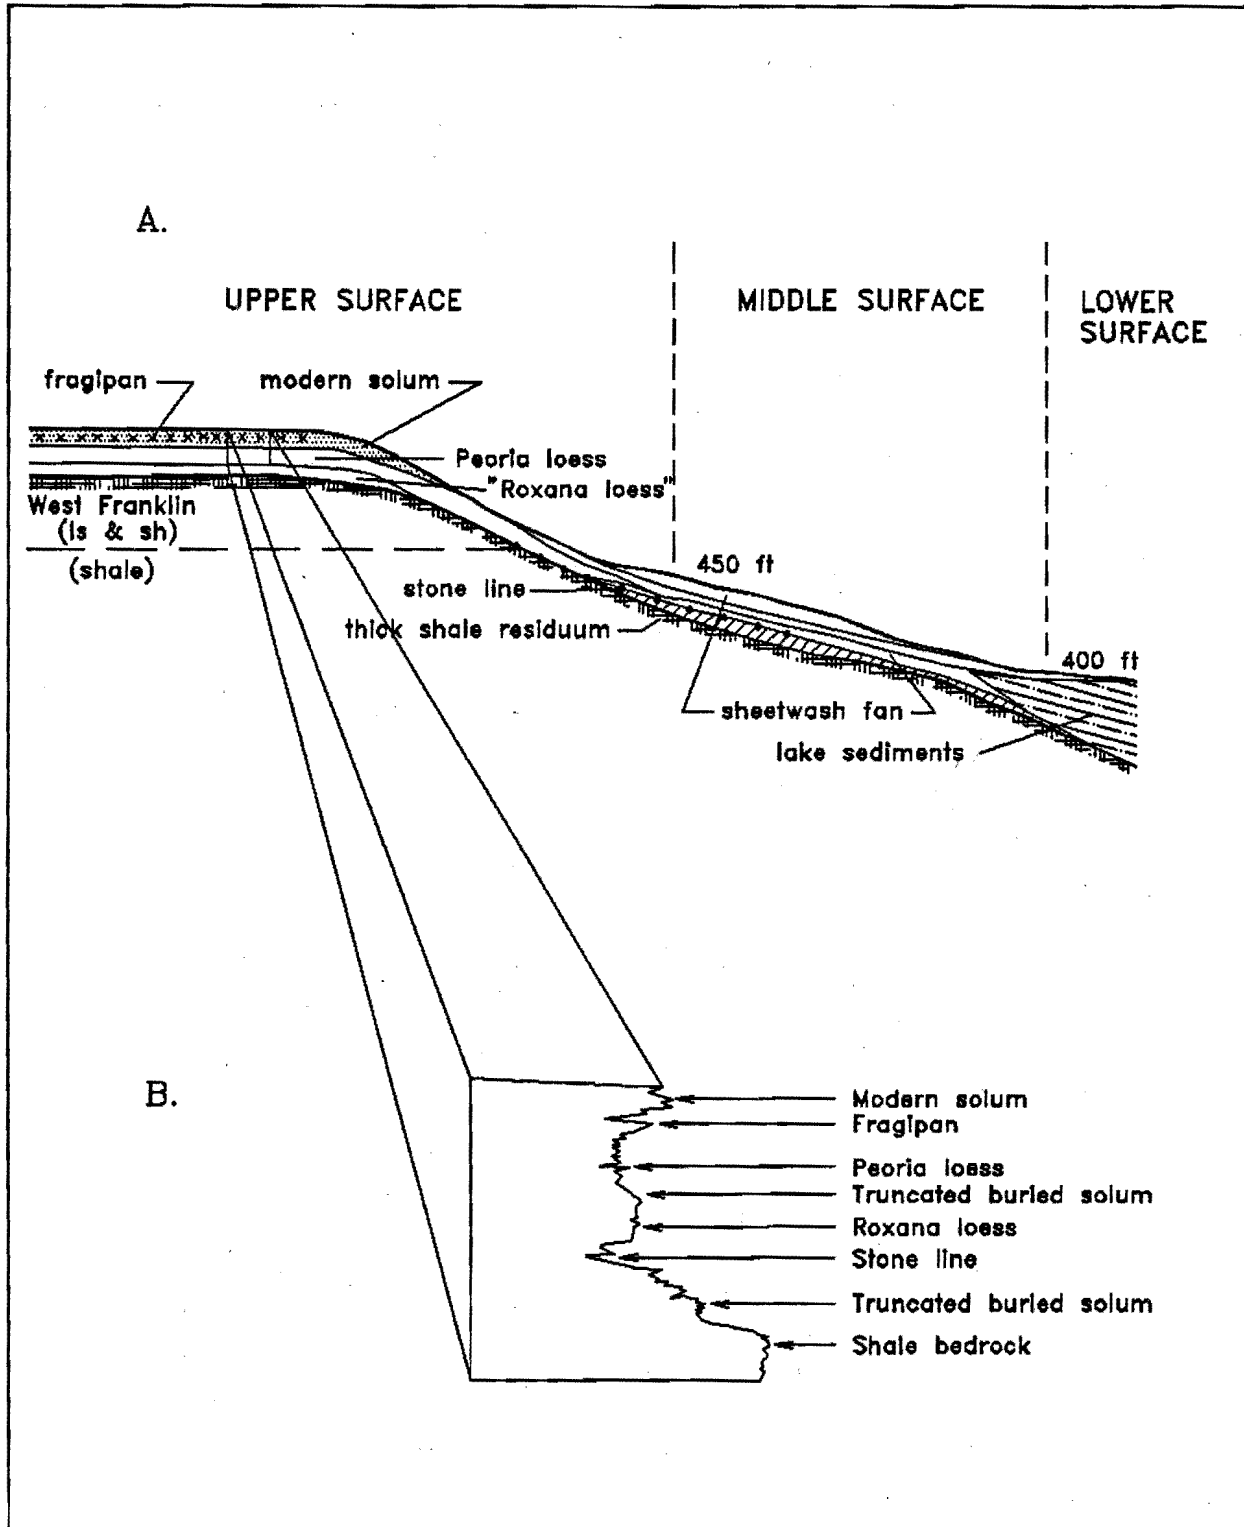 A.
UPPER SURFACE
MIDDLE SURFACE
LOWER
SURFACE
fragipan
modern solum
Peoria loess
"Roxana loess"
West Franklin
(ls & sh)
(shale)
450 ft
stone line
thick shale residuum
400 ft
sheetwash fan
lake sediments
B.
Modern solum
Fragipan
Peoria loess
Truncated buried solum
Roxana loess
Stone line
Truncated buried solum
Shale bedrock